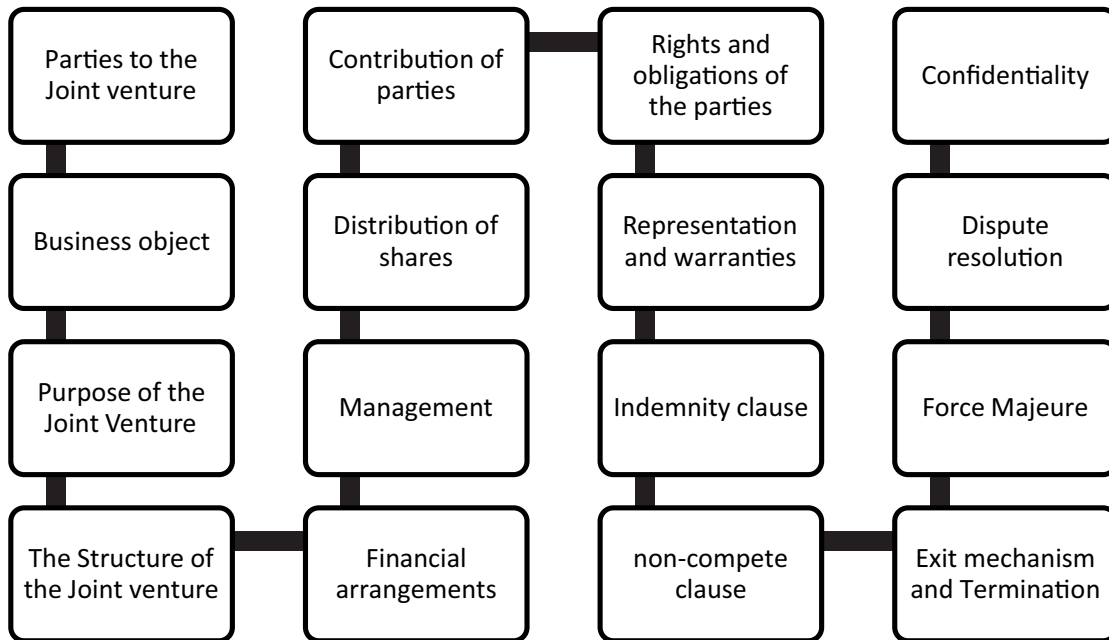 Parties to the
Joint venture
Business object
Purpose of the
Joint Venture
The Structure of
the Joint venture
Financial
arrangements
Management
Distribution of
shares
Contribution of
parties
Rights and
obligations of
the parties
Representation
and warranties
Indemnity clause
non-compete
clause
Exit mechanism
and Termination
Force Majeure
Dispute
resolution
Confidentiality